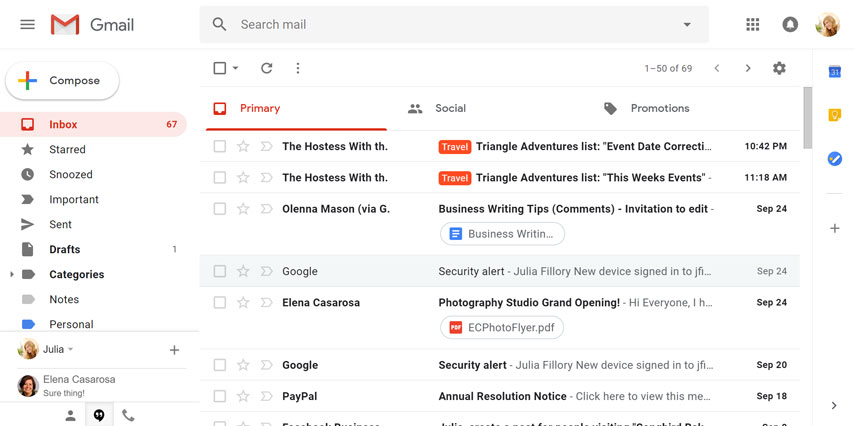 Gmail
Search mail
Compose
1–50 of 69
31
Primary
Social
Promotions
Inbox 67
Starred
Snoozed
Important
Sent
Drafts 1
Categories
Notes
Personal
The Hostess With th. Travel Triangle Adventures list: "Event Date Correcti... 10:42 PM
The Hostess With th. Travel Triangle Adventures list: "This Weeks Events" - 11:18 AM
Olenna Mason (via G. Business Writing Tips (Comments) - Invitation to edit - Sep 24
Business Writin...
Google Security alert - Julia Fillory New device signed in to jfi... Sep 24
Elena Casarosa Photography Studio Grand Opening! - Hi Everyone, I h... Sep 24
PDF ECPhotoFlyer.pdf
Google Security alert - Julia Fillory New device signed in to jfi... Sep 20
PayPal Annual Resolution Notice - Click here to view this me... Sep 18
Julia
Elena Casarosa
Sure thing!